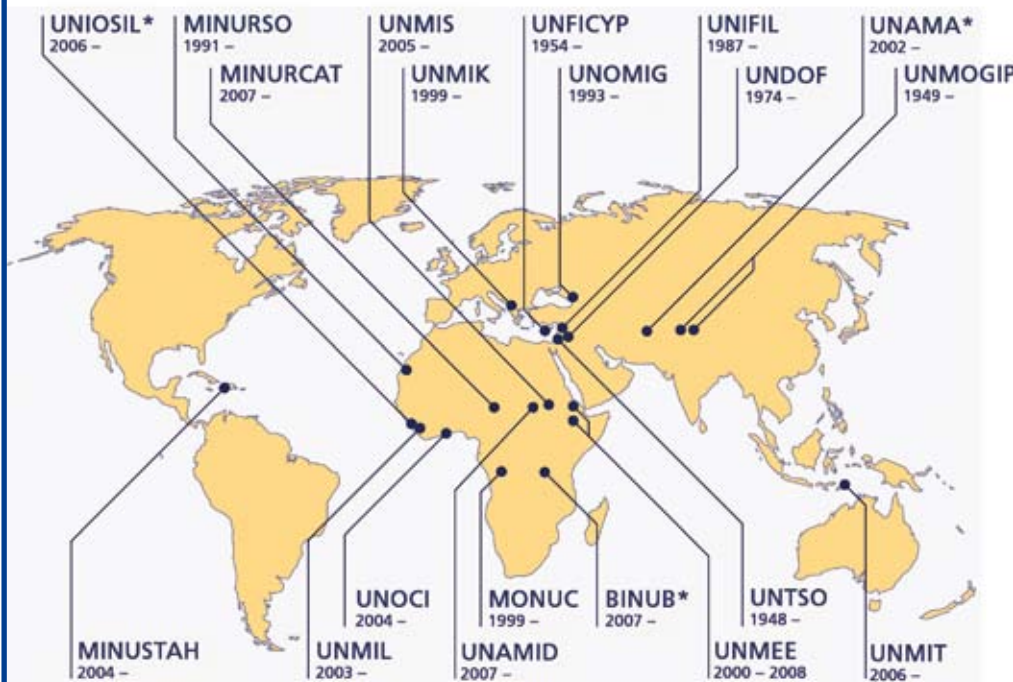 UNIOSIL*
2006 –
MINURSO
1991 –
UNMIS
2005 –
UNFICYP
1954 –
UNIFIL
1987 –
UNAMA*
2002 –
MINURCAT
2007 –
UNMIK
1999 –
UNOMIG
1993 –
UNDOF
1974 –
UNMOGIP
1949 –
UNOCI
2004 –
MONUC
1999 –
BINUB*
2007 –
UNTSO
1948 –
MINUSTAH
2004 –
UNMIL
2003 –
UNAMID
2007 –
UNMEE
2000 – 2008
UNMIT
2006 –